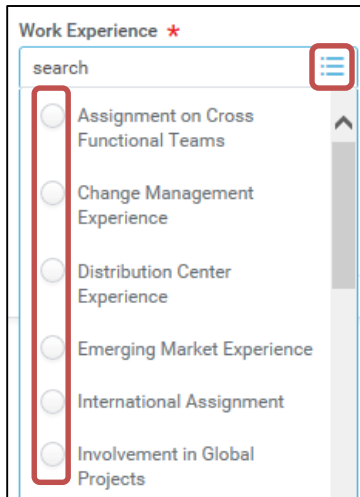 Work Experience *
search
Assignment on Cross
Functional Teams
Change Management
Experience
Distribution Center
Experience
Emerging Market Experience
International Assignment
Involvement in Global
Projects